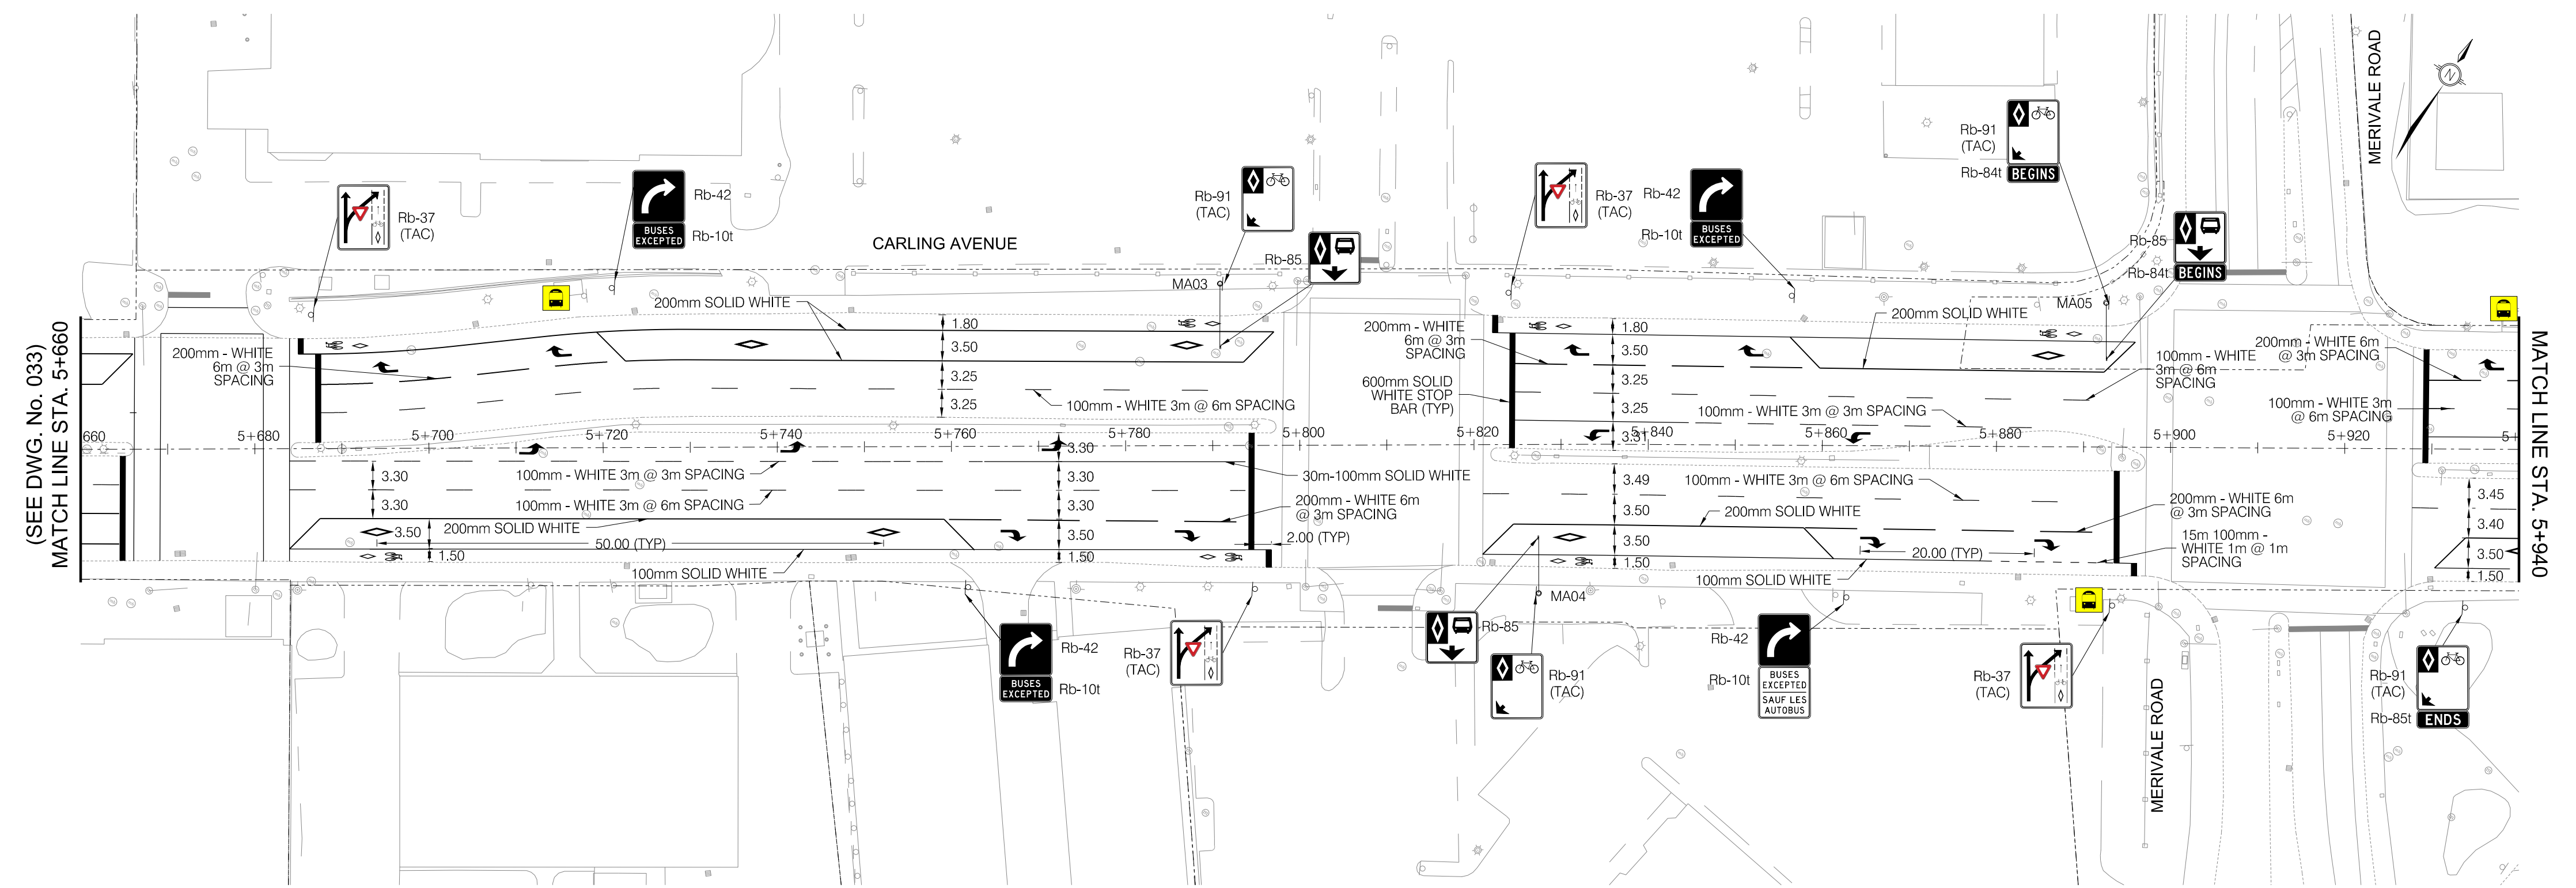 (SEE DWG. No. 033)
MATCH LINE STA. 5+660
CARLING AVENUE
MERIVALE ROAD
N
Rb-37
(TAC)
Rb-42
BUSES
EXCEPTED
Rb-10t
Rb-91
(TAC)
Rb-85
MA03
Rb-37
(TAC)
Rb-42
Rb-10t
BUSES
EXCEPTED
Rb-91
(TAC)
Rb-84t
BEGINS
Rb-85
Rb-84t
BEGINS
MA05
200mm SOLID WHITE
200mm - WHITE
6m @ 3m
SPACING
1.80
3.50
3.25
3.25
100mm - WHITE 3m @ 6m SPACING
200mm - WHITE
6m @ 3m
SPACING
600mm SOLID
WHITE STOP
BAR (TYP)
1.80
3.50
3.25
3.25
3.31
200mm SOLID WHITE
100mm - WHITE 3m @ 3m SPACING
100mm - WHITE
3m @ 6m
SPACING
200mm - WHITE 6m
@ 3m SPACING
100mm - WHITE 3m
@ 6m SPACING
660
5+680
5+700
5+720
5+740
5+760
5+780
5+800
5+820
5+840
5+860
5+880
5+900
5+920
5+
3.30
3.30
3.30
3.50
1.50
3.30
3.30
100mm - WHITE 3m @ 3m SPACING
100mm - WHITE 3m @ 6m SPACING
200mm SOLID WHITE
3.50
50.00 (TYP)
1.50
100mm SOLID WHITE
30m-100mm SOLID WHITE
200mm - WHITE 6m
@ 3m SPACING
2.00 (TYP)
3.49
3.50
3.50
1.50
100mm - WHITE 3m @ 6m SPACING
200mm SOLID WHITE
20.00 (TYP)
100mm SOLID WHITE
200mm - WHITE 6m
@ 3m SPACING
15m 100mm -
WHITE 1m @ 1m
SPACING
3.45
3.40
3.50
1.50
MA04
Rb-42
BUSES
EXCEPTED
Rb-10t
Rb-37
(TAC)
Rb-85
Rb-91
(TAC)
Rb-42
Rb-10t
BUSES
EXCEPTED
SAUF LES
AUTOBUS
Rb-37
(TAC)
MERIVALE ROAD
Rb-91
(TAC)
Rb-85t
ENDS
MATCH LINE STA. 5+940